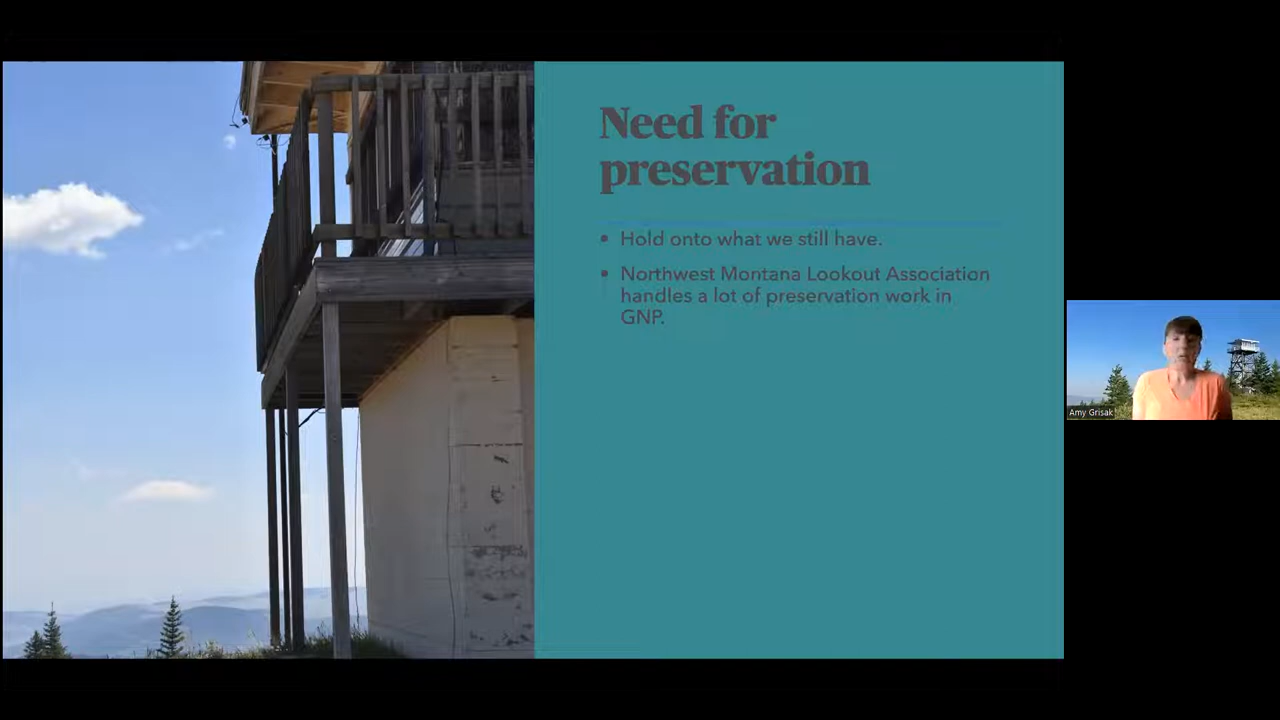 Need for
preservation
• Hold onto what we still have.
• Northwest Montana Lookout Association
handles a lot of preservation work in
GNP.
Amy Grisak